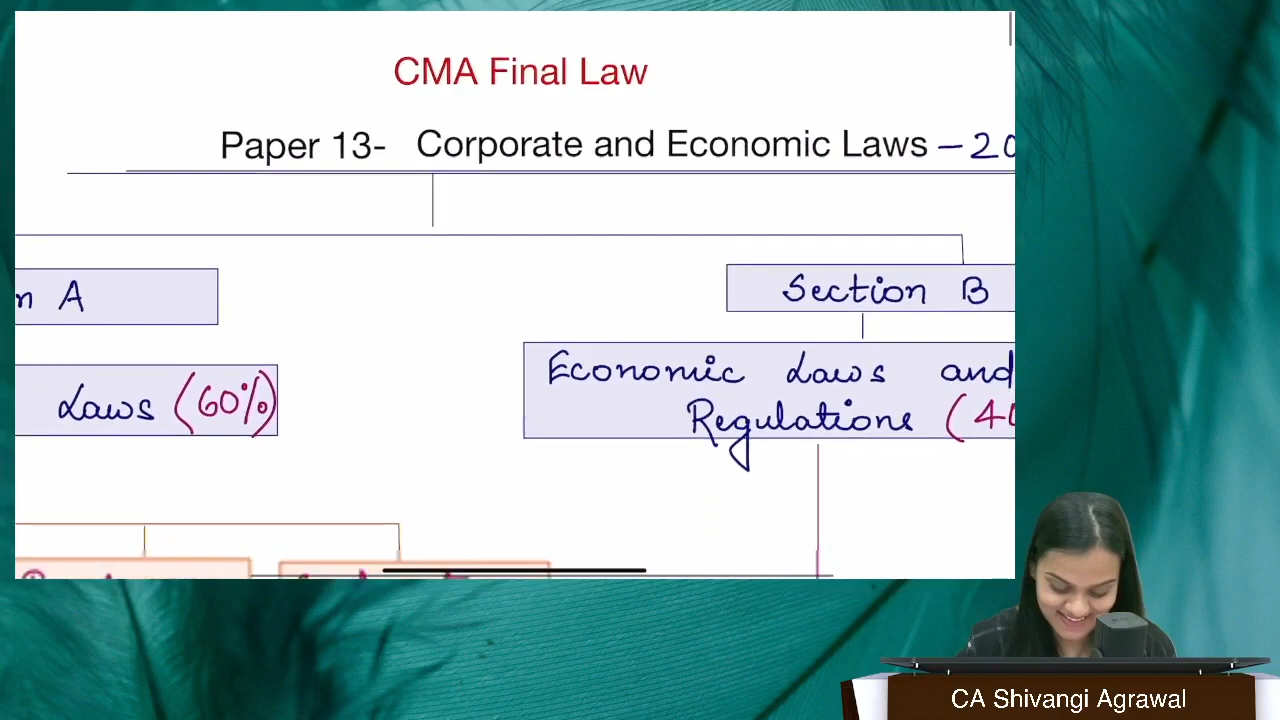 CMA Final Law
Paper 13- Corporate and Economic Laws - 20
n A
Section B
Laws (60%)
Economic Laws and
Regulations (40
CA Shivangi Agrawal